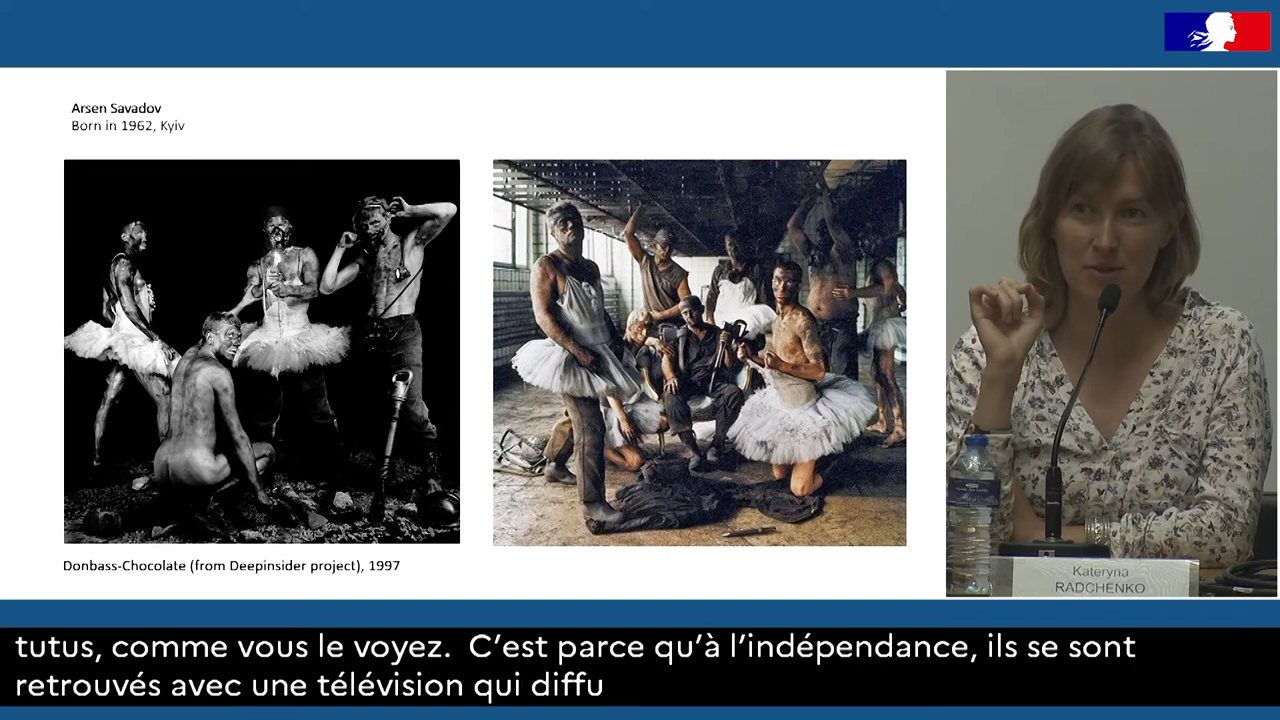 Arsen Savadov
Born in 1962, Kyiv
Donbass-Chocolate (from Deepinsider project), 1997
Kateryna
RADCHENKO
tutus, comme vous le voyez.  C’est parce qu’à l’indépendance, ils se sont
retrouvés avec une télévision qui diffu